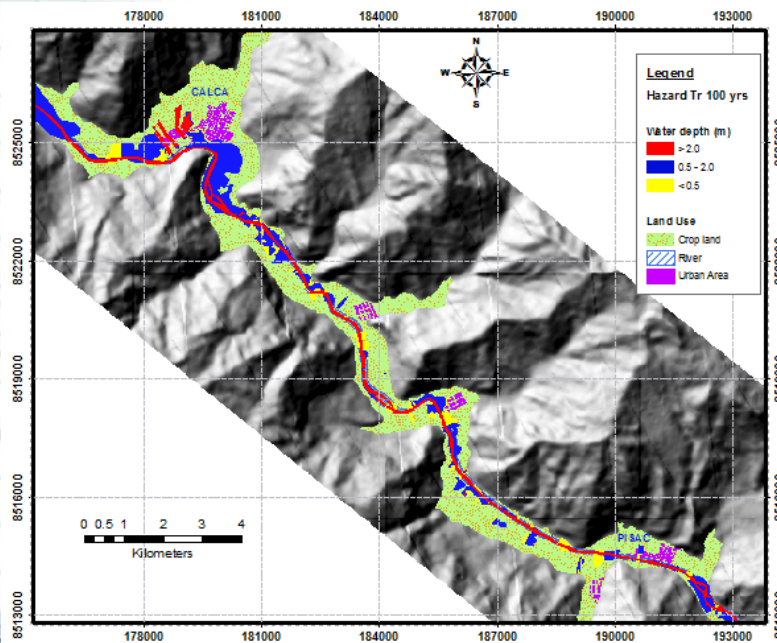 178000 181000 184000 187000 190000 193000
N
W E
S
Legend
Hazard Tr 100 yrs
Water depth (m)
> 2.0
0.5 - 2.0
< 0.5
Land Use
Crop land
River
Urban Area
CALCA
8525000
8522000
8519000
8516000
PISAC
0 0.5 1 2 3 4
Kilometers
8513000
178000 181000 184000 187000 190000 193000